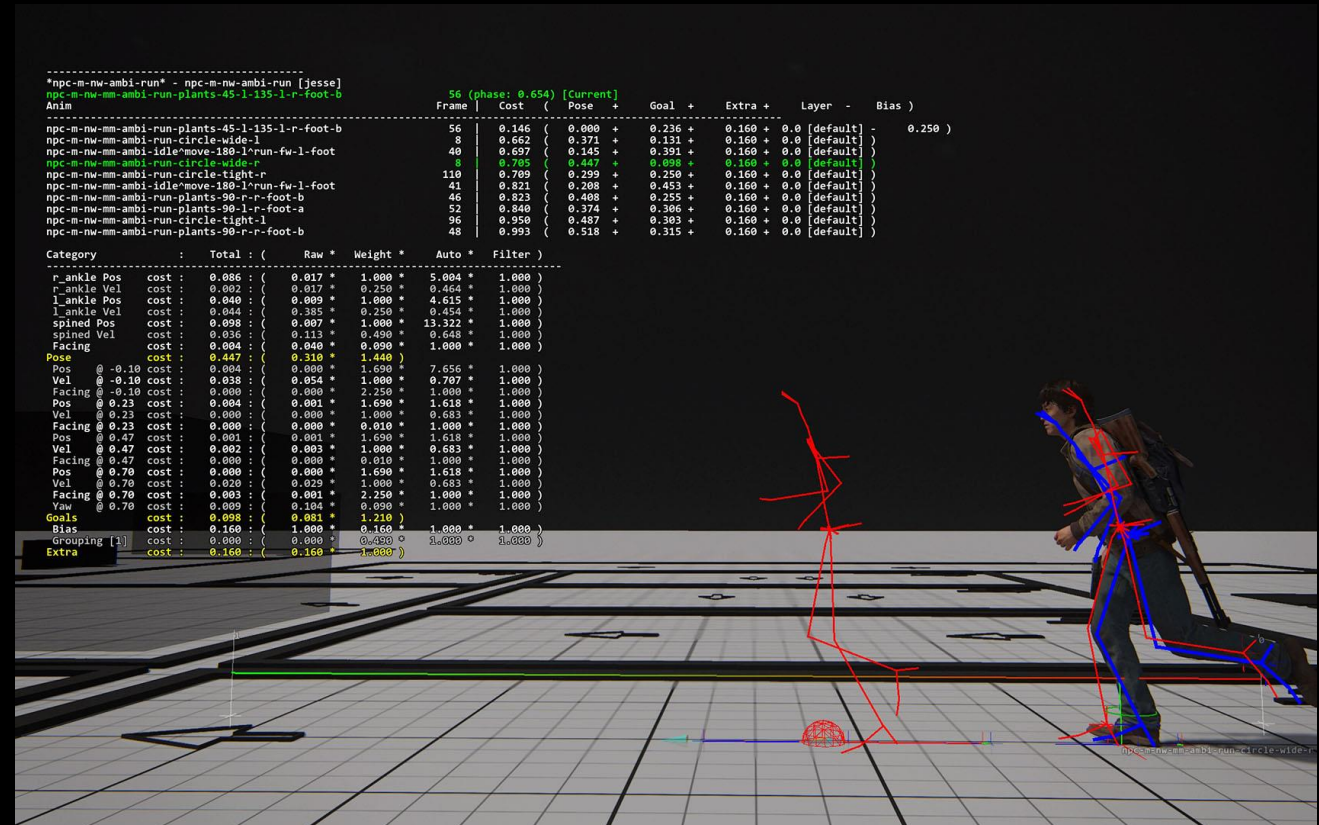 ----------------------------------------
*npc-m-nw-ambi-run* - npc-m-nw-ambi-run [jesse]
npc-m-nw-mm-ambi-run-plants-45-l-135-l-r-foot-b 56 (phase: 0.654) [Current]
Anim Frame | Cost ( Pose + Goal + Extra + Layer - Bias )
----------------------------------------
npc-m-nw-mm-ambi-run-plants-45-l-135-l-r-foot-b 56 | 0.146 ( 0.000 + 0.236 + 0.160 + 0.0 [default] - 0.250 )
npc-m-nw-mm-ambi-run-circle-wide-l 8 | 0.662 ( 0.371 + 0.131 + 0.160 + 0.0 [default] )
npc-m-nw-mm-ambi-idle^move-180-l^run-fw-l-foot 40 | 0.697 ( 0.145 + 0.391 + 0.160 + 0.0 [default] )
npc-m-nw-mm-ambi-run-circle-wide-r 8 | 0.705 ( 0.447 + 0.098 + 0.160 + 0.0 [default] )
npc-m-nw-mm-ambi-run-circle-tight-r 110 | 0.709 ( 0.299 + 0.250 + 0.160 + 0.0 [default] )
npc-m-nw-mm-ambi-idle^move-180-l^run-fw-l-foot 41 | 0.821 ( 0.208 + 0.453 + 0.160 + 0.0 [default] )
npc-m-nw-mm-ambi-run-plants-90-r-r-foot-b 46 | 0.823 ( 0.408 + 0.255 + 0.160 + 0.0 [default] )
npc-m-nw-mm-ambi-run-plants-90-l-r-foot-a 52 | 0.840 ( 0.374 + 0.306 + 0.160 + 0.0 [default] )
npc-m-nw-mm-ambi-run-circle-tight-l 96 | 0.950 ( 0.487 + 0.303 + 0.160 + 0.0 [default] )
npc-m-nw-mm-ambi-run-plants-90-r-r-foot-b 48 | 0.993 ( 0.518 + 0.315 + 0.160 + 0.0 [default] )
Category : Total : ( Raw * Weight * Auto * Filter )
----------------------------------------
r_ankle Pos cost : 0.086 : ( 0.017 * 1.000 * 5.004 * 1.000 )
r_ankle Vel cost : 0.002 : ( 0.017 * 0.250 * 0.464 * 1.000 )
l_ankle Pos cost : 0.040 : ( 0.009 * 1.000 * 4.615 * 1.000 )
l_ankle Vel cost : 0.044 : ( 0.385 * 0.250 * 0.454 * 1.000 )
spined Pos cost : 0.098 : ( 0.007 * 1.000 * 13.322 * 1.000 )
spined Vel cost : 0.036 : ( 0.113 * 0.490 * 0.648 * 1.000 )
Facing cost : 0.004 : ( 0.040 * 0.090 * 1.000 * 1.000 )
Pose cost : 0.447 : ( 0.310 * 1.440 )
Pos @ -0.10 cost : 0.004 : ( 0.000 * 1.690 * 7.656 * 1.000 )
Vel @ -0.10 cost : 0.038 : ( 0.054 * 1.000 * 0.707 * 1.000 )
Facing @ -0.10 cost : 0.000 : ( 0.000 * 2.250 * 1.000 * 1.000 )
Pos @ 0.23 cost : 0.004 : ( 0.001 * 1.690 * 1.618 * 1.000 )
Vel @ 0.23 cost : 0.000 : ( 0.000 * 1.000 * 0.683 * 1.000 )
Facing @ 0.23 cost : 0.000 : ( 0.000 * 0.010 * 1.000 * 1.000 )
Pos @ 0.47 cost : 0.001 : ( 0.001 * 1.690 * 1.618 * 1.000 )
Vel @ 0.47 cost : 0.002 : ( 0.003 * 1.000 * 0.683 * 1.000 )
Facing @ 0.47 cost : 0.000 : ( 0.000 * 0.010 * 1.000 * 1.000 )
Pos @ 0.70 cost : 0.000 : ( 0.000 * 1.690 * 1.618 * 1.000 )
Vel @ 0.70 cost : 0.020 : ( 0.029 * 1.000 * 0.683 * 1.000 )
Facing @ 0.70 cost : 0.003 : ( 0.001 * 2.250 * 1.000 * 1.000 )
Yaw @ 0.70 cost : 0.009 : ( 0.104 * 0.090 * 1.000 * 1.000 )
Goals cost : 0.098 : ( 0.081 * 1.210 )
Bias cost : 0.160 : ( 1.000 * 0.160 * 1.000 * 1.000 )
Grouping [1] cost : 0.000 : ( 0.000 * 0.490 * 1.000 * 1.000 )
Extra cost : 0.160 : ( 0.160 * 1.000 )
npc-m-nw-mm-ambi-run-circle-wide-r